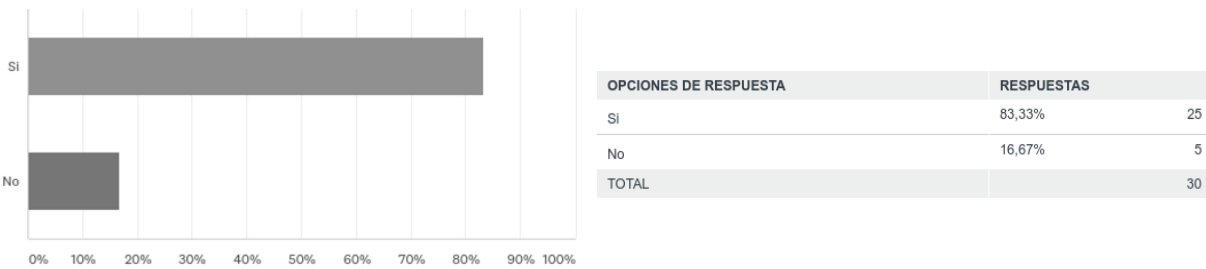 Si
No
0% 10% 20% 30% 40% 50% 60% 70% 80% 90% 100%
OPCIONES DE RESPUESTA RESPUESTAS
Si 83,33% 25
No 16,67% 5
TOTAL 30